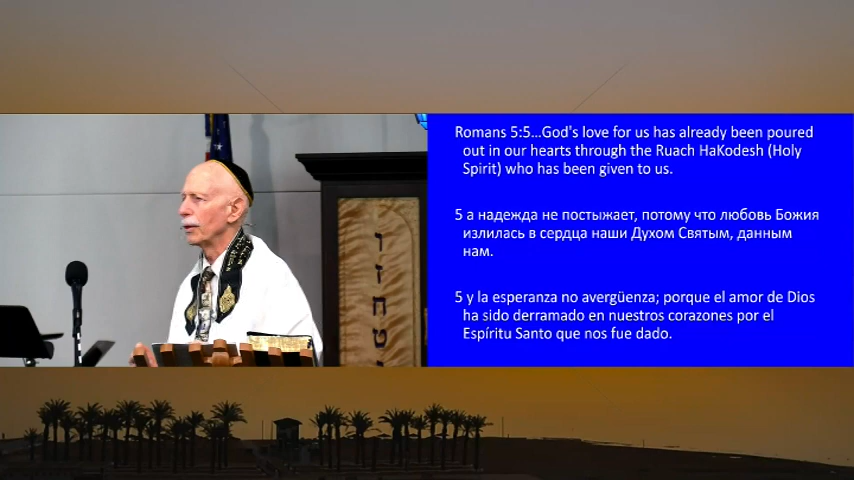 Romans 5:5...God's love for us has already been poured
out in our hearts through the Ruach HaKodesh (Holy
Spirit) who has been given to us.
5 а надежда не постыжает, потому что любовь Божия
излилась в сердца наши Духом Святым, данным
нам.
5 y la esperanza no avergüenza; porque el amor de Dios
ha sido derramado en nuestros corazones por el
Espíritu Santo que nos fue dado.